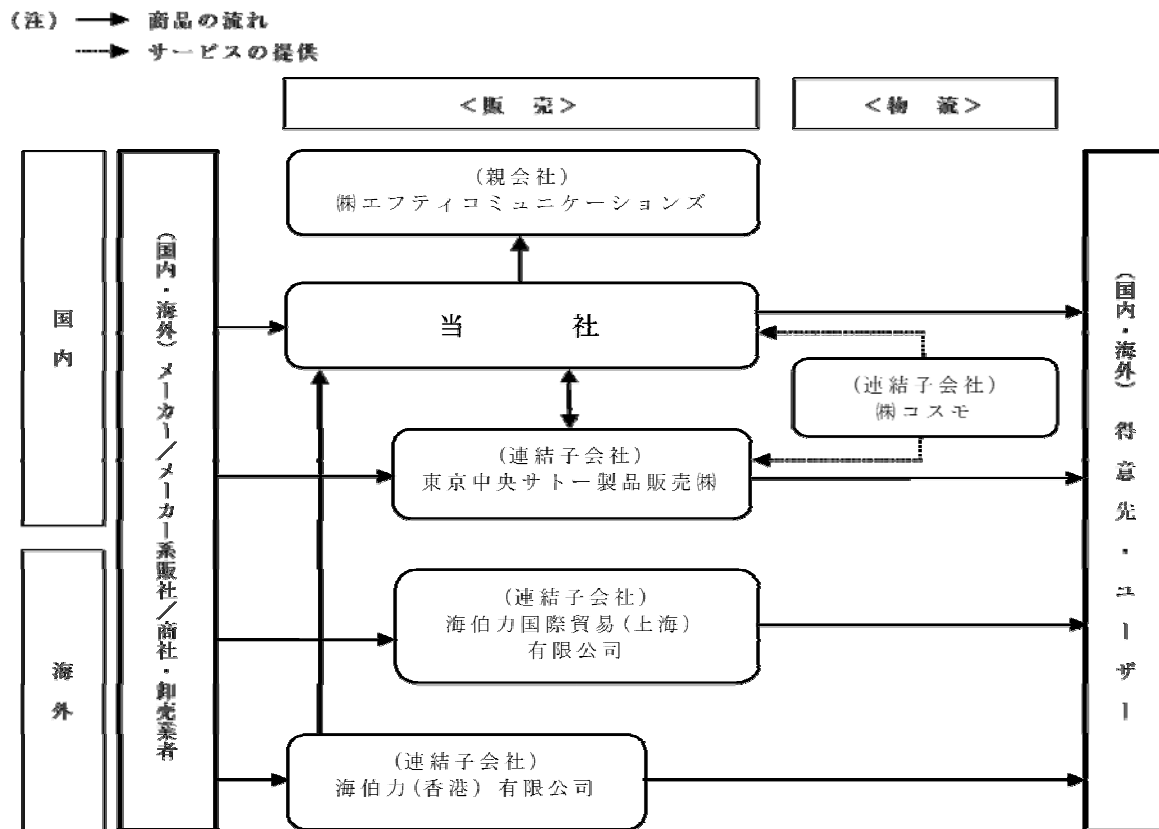 (注) → 商品の流れ
→ サービスの提供
＜販 売＞
＜物 流＞
国内
海外
(国内・海外) メーカー／メーカー系販社／商社・卸売業者
(親会社)
㈱エフティコミュニケーションズ
当 社
(連結子会社)
㈱コスモ
(連結子会社)
東京中央サトー製品販売㈱
(連結子会社)
海伯力国際貿易(上海)
有限公司
(連結子会社)
海伯力(香港) 有限公司
(国内・海外) 得意先・ユーザー